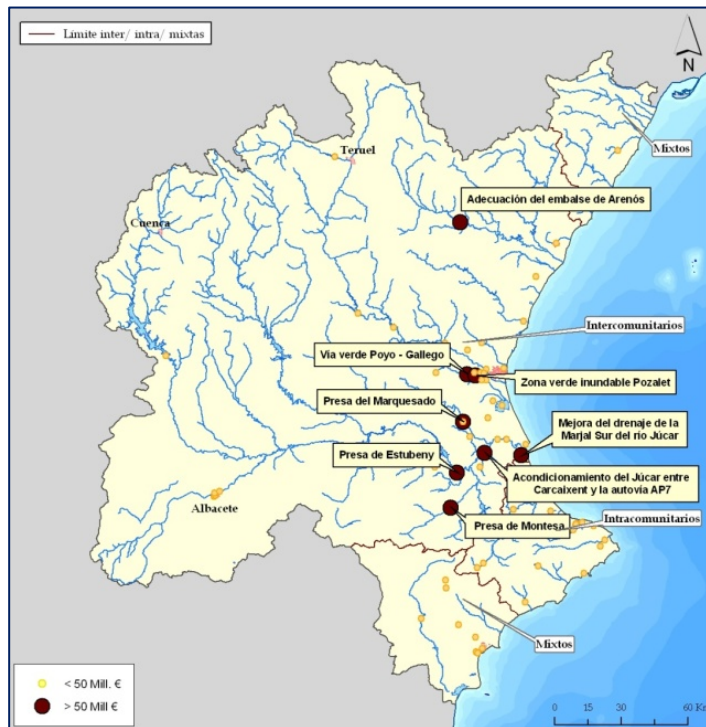 Límite inter/ intra/ mixtas
N
Teruel
Mixtos
Adecuación del embalse de Arenós
Cuenca
Intercomunitarios
Vía verde Poyo - Gallego
Zona verde inundable Pozalet
Presa del Marquesado
Mejora del drenaje de la
Marjal Sur del río Júcar
Presa de Estubeny
Acondicionamiento del Júcar entre
Carcaixent y la autovía AP7
Albacete
Presa de Montesa
Intracomunitarios
Mixtos
< 50 Mill. €
> 50 Mill €
0 15 30 60